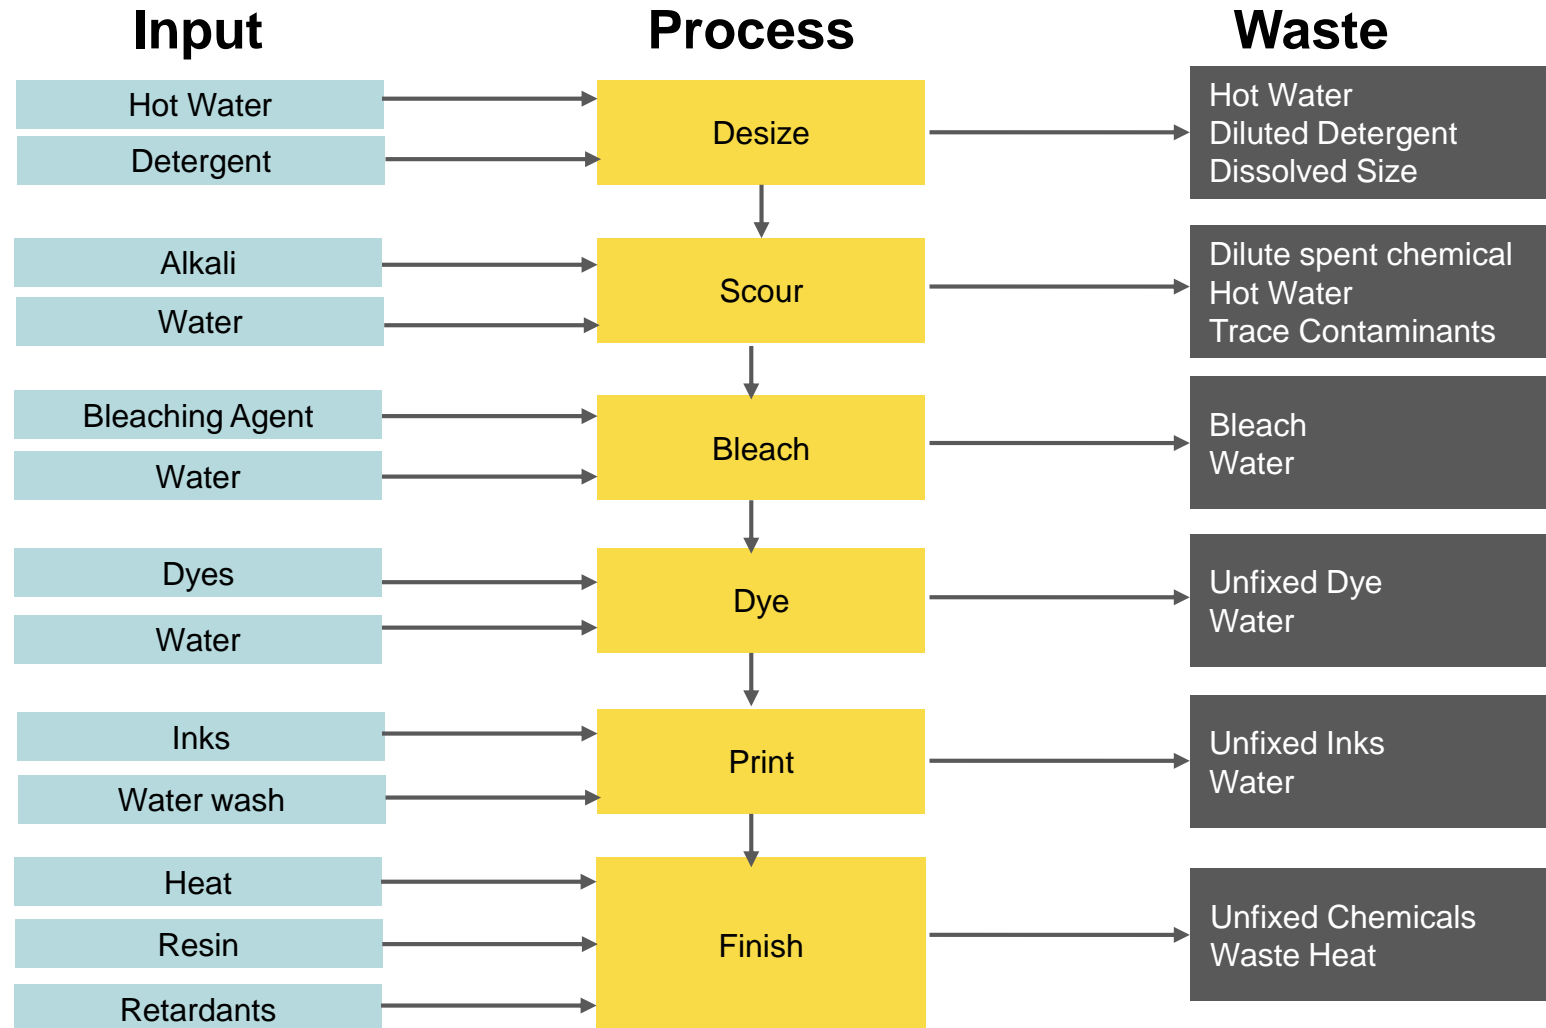 Input
Process
Waste
Hot Water
Detergent
Desize
Hot Water
Diluted Detergent
Dissolved Size
Alkali
Water
Scour
Dilute spent chemical
Hot Water
Trace Contaminants
Bleaching Agent
Water
Bleach
Bleach
Water
Dyes
Water
Dye
Unfixed Dye
Water
Inks
Water wash
Print
Unfixed Inks
Water
Heat
Resin
Retardants
Finish
Unfixed Chemicals
Waste Heat